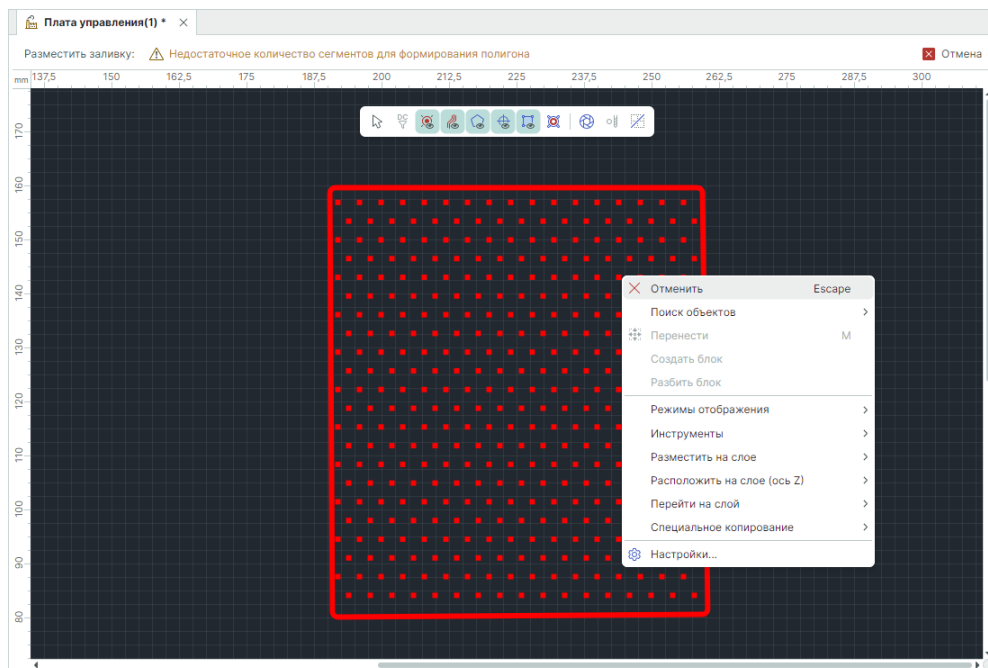 Плата управления(1) *
Разместить заливку: Недостаточное количество сегментов для формирования полигона Отмена
mm 137,5 150 162,5 175 187,5 200 212,5 225 237,5 250 262,5 275 287,5 300
DC
170
160
150
140
130
120
110
100
90
80
Отменить Escape
Поиск объектов
Перенести M
Создать блок
Разбить блок
Режимы отображения
Инструменты
Разместить на слое
Расположить на слое (ось Z)
Перейти на слой
Специальное копирование
Настройки...